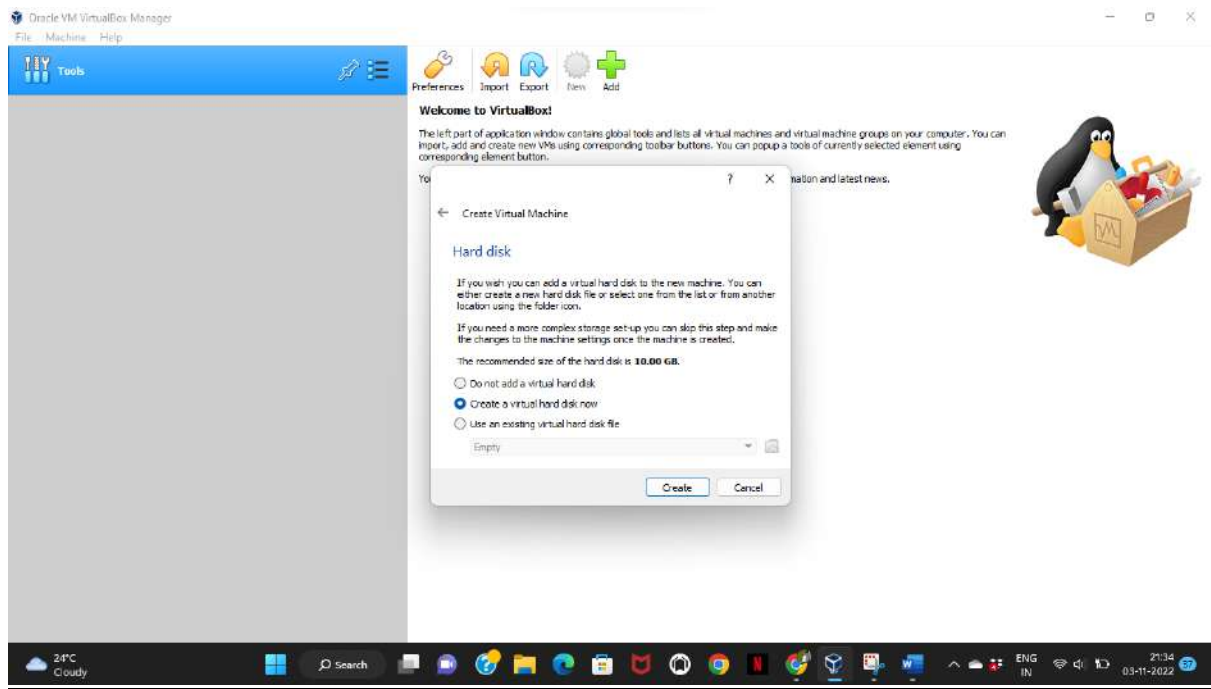 Oracle VM VirtualBox Manager
File Machine Help
Tools
Preferences Import Export New Add
Welcome to VirtualBox!
The left part of application window contains global tools and lists all virtual machines and virtual machine groups on your computer. You can
import, add and create new VMs using corresponding toolbar buttons. You can popup a tools of currently selected element using
corresponding element button.
Yo
mation and latest news.
? X
Create Virtual Machine
Hard disk
If you wish you can add a virtual hard disk to the new machine. You can
either create a new hard disk file or select one from the list or from another
location using the folder icon.
If you need a more complex storage set-up you can skip this step and make
the changes to the machine settings once the machine is created.
The recommended size of the hard disk is 10.00 GB.
Do not add a virtual hard disk
Create a virtual hard disk now
Use an existing virtual hard disk file
Empty
Create Cancel
24°C
Cloudy
Search
ENG
IN
21:34
03-11-2022